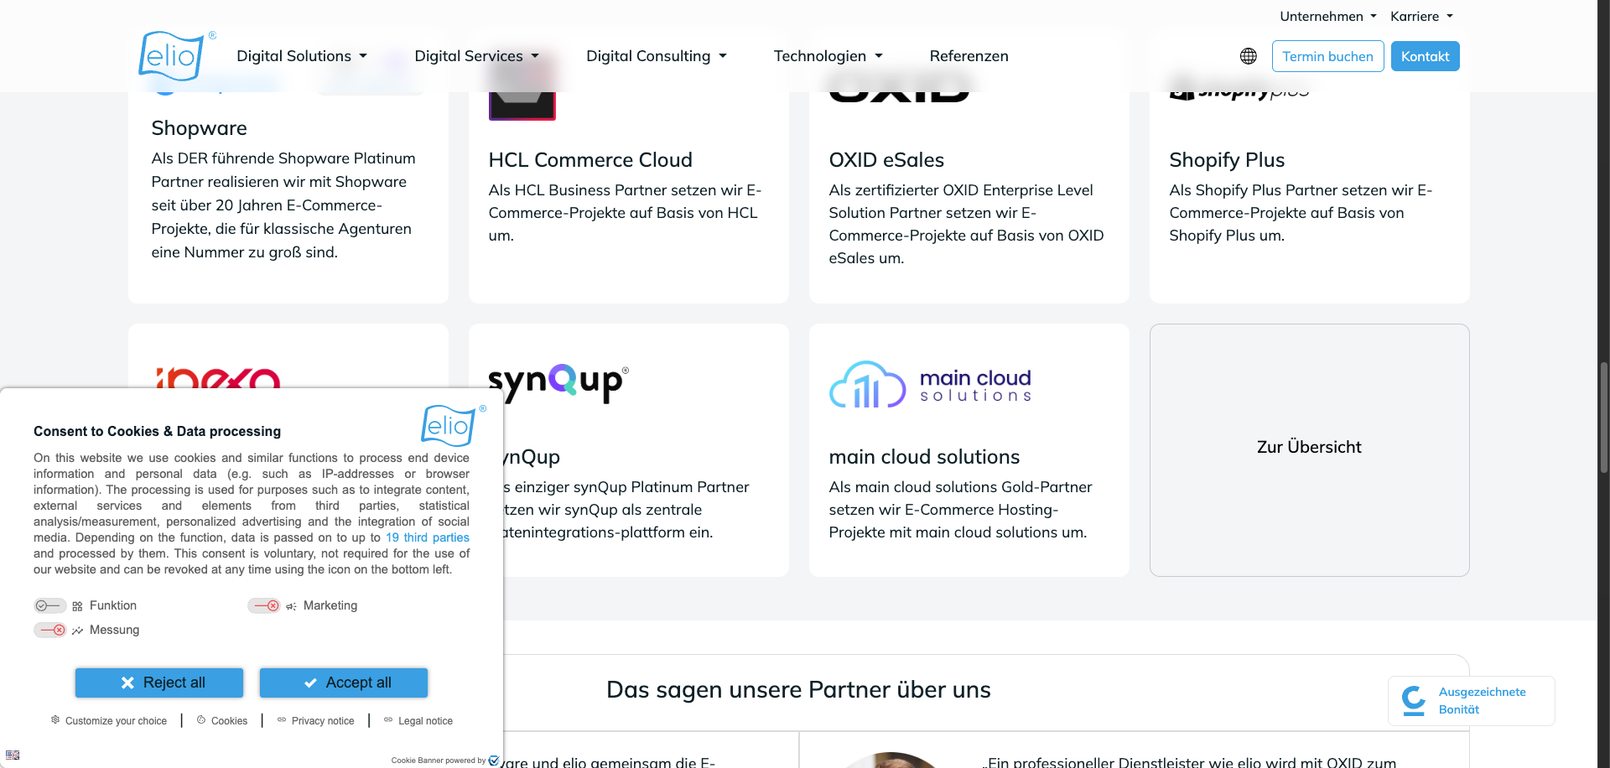 Unternehmen
Karriere
elio®
Digital Solutions
Digital Services
Digital Consulting
Technologien
Referenzen
Termin buchen
Kontakt
Shopware
Als DER führende Shopware Platinum
Partner realisieren wir mit Shopware
seit über 20 Jahren E-Commerce-
Projekte, die für klassische Agenturen
eine Nummer zu groß sind.
HCL Commerce Cloud
Als HCL Business Partner setzen wir E-
Commerce-Projekte auf Basis von HCL
um.
OXID
OXID eSales
Als zertifizierter OXID Enterprise Level
Solution Partner setzen wir E-
Commerce-Projekte auf Basis von OXID
eSales um.
shopifyplus
Shopify Plus
Als Shopify Plus Partner setzen wir E-
Commerce-Projekte auf Basis von
Shopify Plus um.
synQup®
ynQup
s einziger synQup Platinum Partner
tzen wir synQup als zentrale
atenintegrations-plattform ein.
main cloud
solutions
main cloud solutions
Als main cloud solutions Gold-Partner
setzen wir E-Commerce Hosting-
Projekte mit main cloud solutions um.
Zur Übersicht
elio®
Consent to Cookies & Data processing
On this website we use cookies and similar functions to process end device
information and personal data (e.g. such as IP-addresses or browser
information). The processing is used for purposes such as to integrate content,
external services and elements from third parties, statistical
analysis/measurement, personalized advertising and the integration of social
media. Depending on the function, data is passed on to up to 19 third parties
and processed by them. This consent is voluntary, not required for the use of
our website and can be revoked at any time using the icon on the bottom left.
Funktion
Marketing
Messung
Reject all
Accept all
Customize your choice
Cookies
Privacy notice
Legal notice
Cookie Banner powered by
Das sagen unsere Partner über uns
ware und elio gemeinsam die E-
„Ein professioneller Dienstleister wie elio wird mit OXID zum
Ausgezeichnete
Bonität